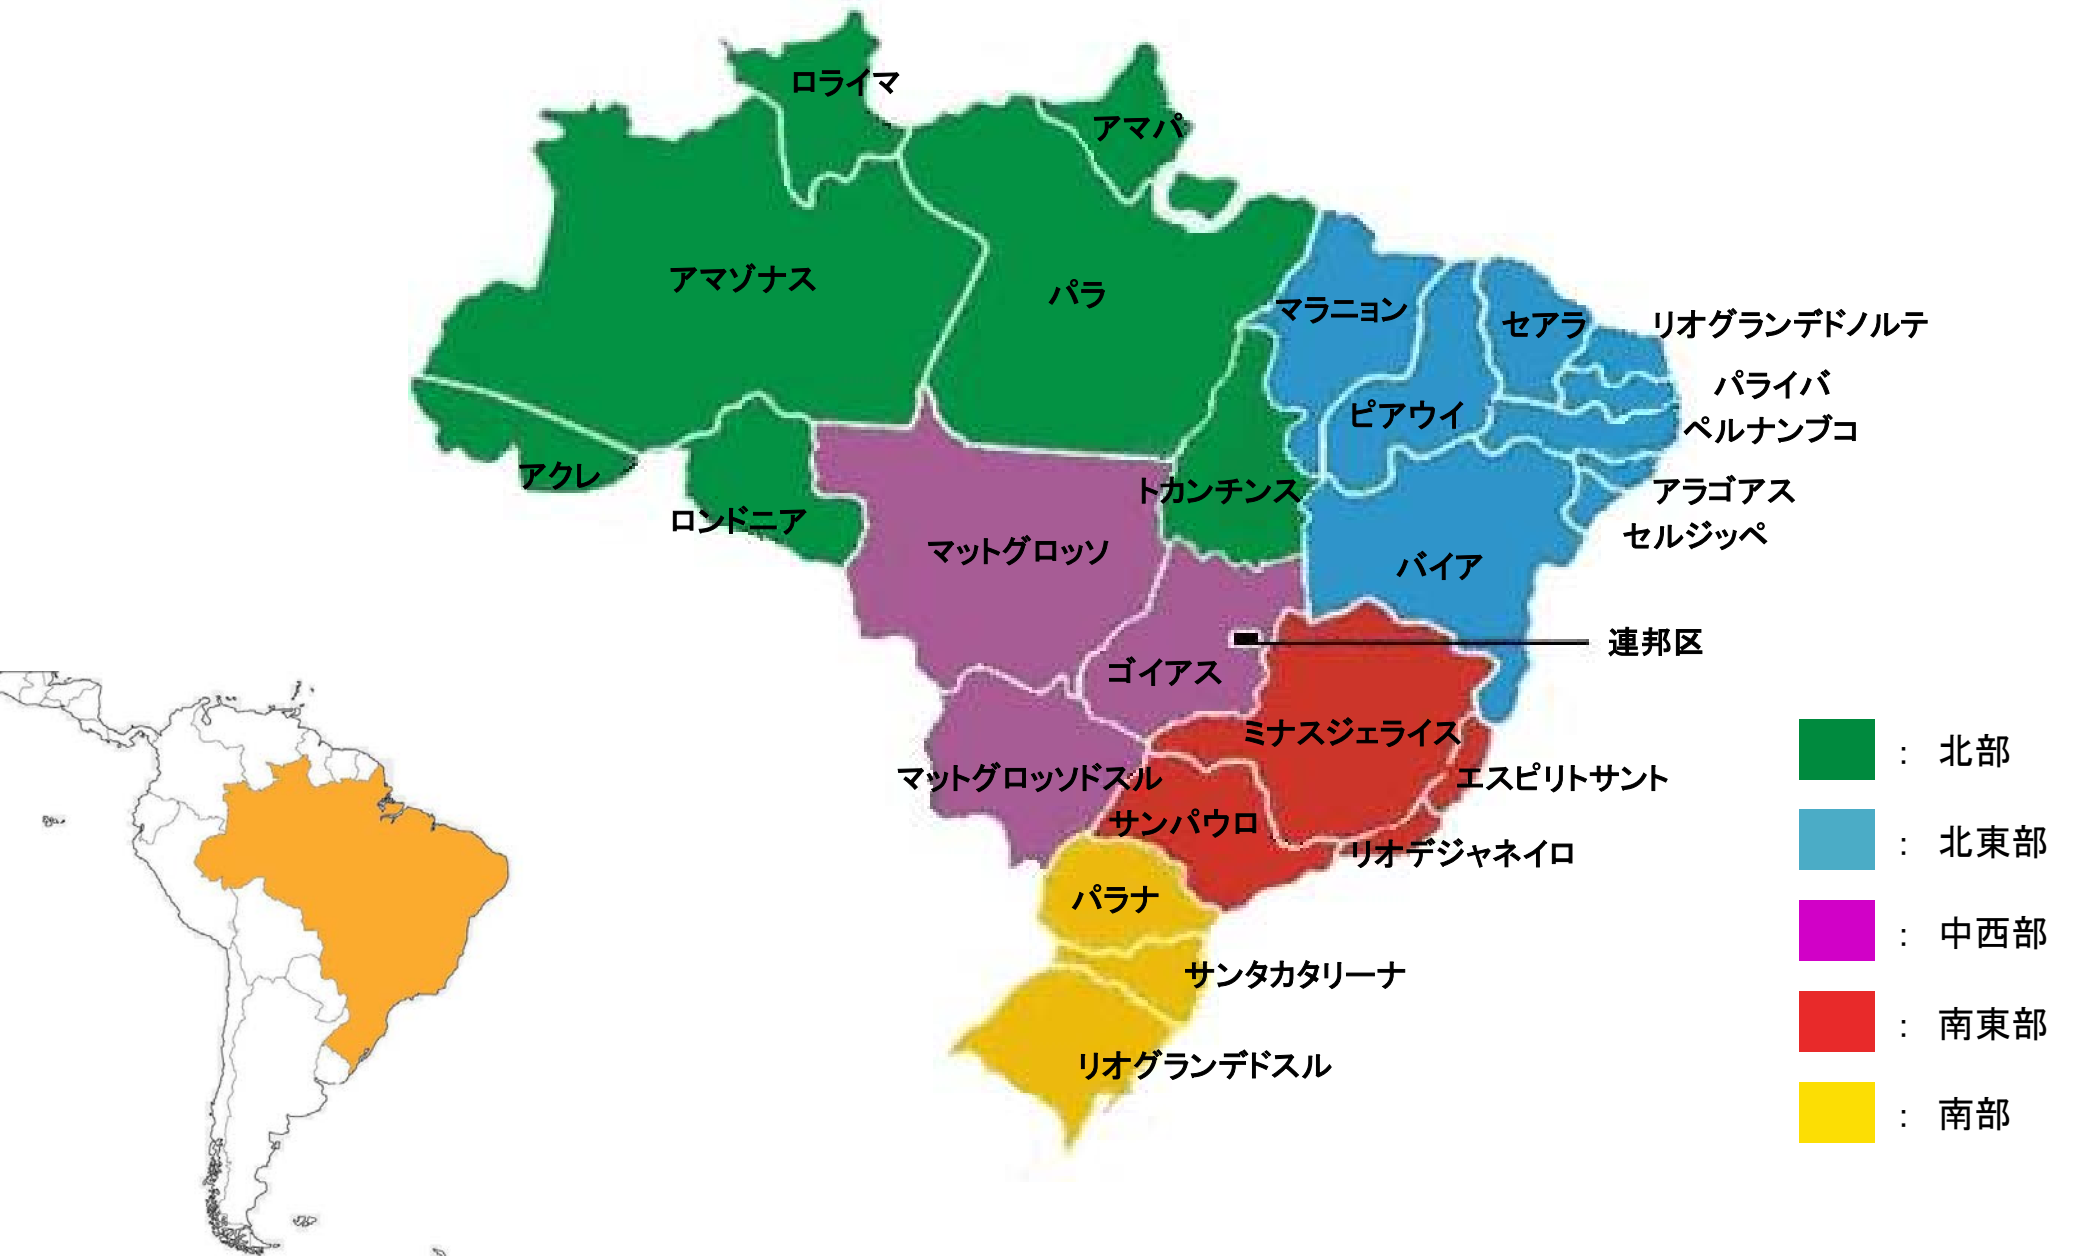 ロライマ
アマパ
アマゾナス
パラ
マラニョン
セアラ
リオグランデドノルテ
パライバ
ピアウイ
ペルナンブコ
アクレ
トカンチンス
アラゴアス
ロンドニア
セルジッペ
マットグロッソ
バイア
連邦区
ゴイアス
ミナスジェライス
マットグロッソドスル
エスピリトサント
サンパウロ
リオデジャネイロ
パラナ
サンタカタリーナ
リオグランデドスル
： 北部
： 北東部
： 中西部
： 南東部
： 南部